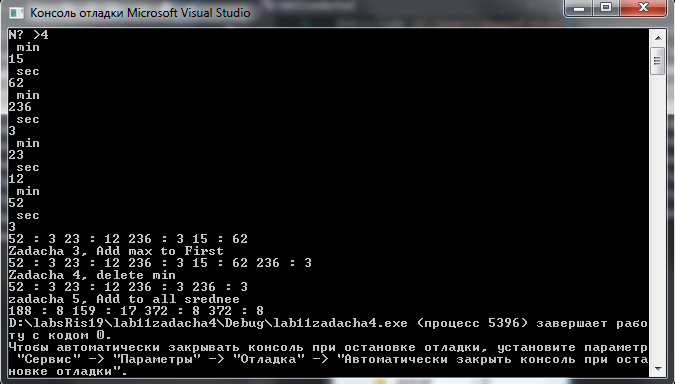 Консоль отладки Microsoft Visual Studio
N? >4
min
15
sec
62
min
236
sec
3
min
23
sec
12
min
52
sec
3
52 : 3 23 : 12 236 : 3 15 : 62
Zadacha 3, Add max to First
52 : 3 23 : 12 236 : 3 15 : 62 236 : 3
Zadacha 4, delete min
52 : 3 23 : 12 236 : 3 236 : 3
zadacha 5, Add to all srednee
188 : 8 159 : 17 372 : 8 372 : 8
D:\labsRis19\lab11zadacha4\Debug\lab11zadacha4.exe (процесс 5396) завершает рабо
ту с кодом 0.
Чтобы автоматически закрывать консоль при остановке отладки, установите параметр
"Сервис" -> "Параметры" -> "Отладка" -> "Автоматически закрыть консоль при оста
новке отладки".